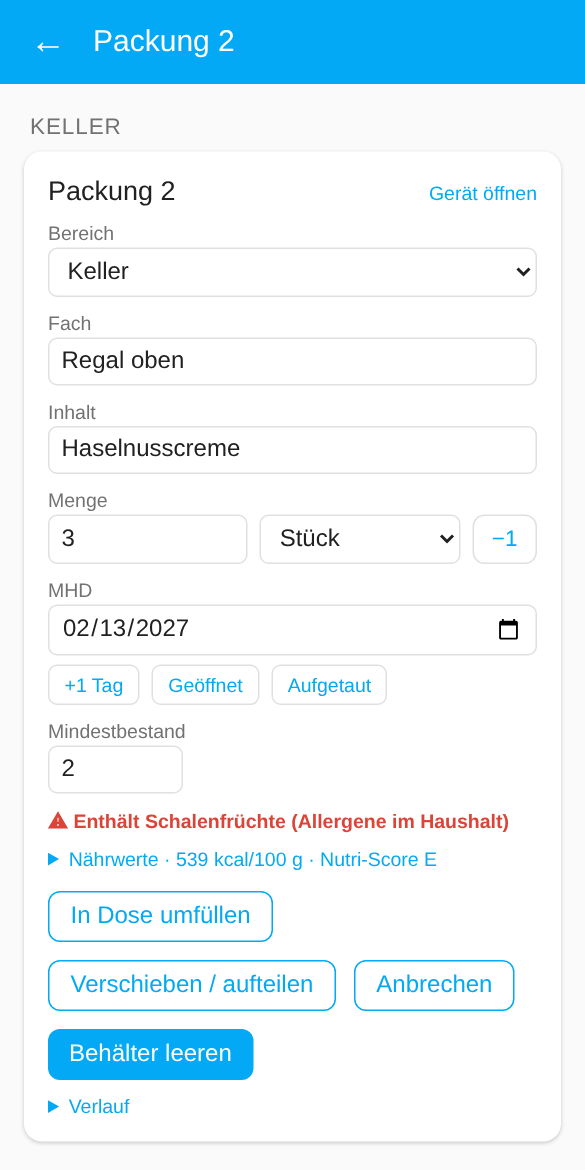 ← Packung 2
KELLER
Packung 2 Gerät öffnen
Bereich
Keller
Fach
Regal oben
Inhalt
Haselnusscreme
Menge
3 Stück −1
MHD
02/13/2027
+1 Tag Geöffnet Aufgetaut
Mindestbestand
2
⚠ Enthält Schalenfrüchte (Allergene im Haushalt)
▶ Nährwerte · 539 kcal/100 g · Nutri-Score E
In Dose umfüllen
Verschieben / aufteilen Anbrechen
Behälter leeren
▶ Verlauf